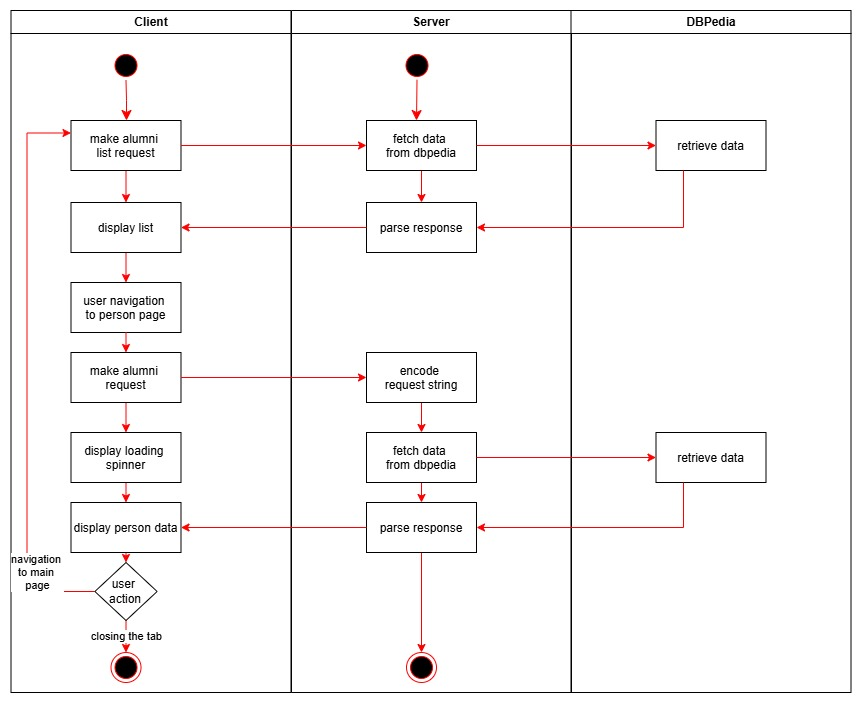 Client
Server
DBPedia
make alumni
list request
fetch data
from dbpedia
retrieve data
display list
parse response
user navigation
to person page
make alumni
request
encode
request string
display loading
spinner
fetch data
from dbpedia
retrieve data
display person data
parse response
navigation
to main
page
user
action
closing the tab